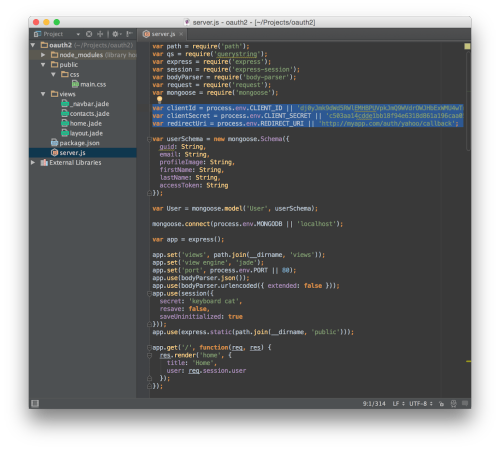 server.js - oauth2 - [~/Projects/oauth2]
Project
server.js
oauth2 (~/Projects/oauth2)
node_modules (library home)
public
css
main.css
views
_navbar.jade
contacts.jade
home.jade
layout.jade
package.json
server.js
External Libraries
var path = require('path');
var qs = require('querystring');
var express = require('express');
var session = require('express-session');
var bodyParser = require('body-parser');
var request = require('request');
var mongoose = require('mongoose');
var clientId = process.env.CLIENT_ID ||
var clientSecret = process.env.CLIENT_SECRET ||
var redirectUri = process.env.REDIRECT_URI || 'http://myapp.com/auth/yahoo/callback';
var userSchema = new mongoose.Schema({
guid: String,
email: String,
profileImage: String,
firstName: String,
lastName: String,
accessToken: String
});
var User = mongoose.model('User', userSchema);
mongoose.connect(process.env.MONGODB || 'localhost');
var app = express();
app.set('views', path.join(__dirname, 'views'));
app.set('view engine', 'jade');
app.set('port', process.env.PORT || 80);
app.use(bodyParser.json());
app.use(bodyParser.urlencoded({ extended: false }));
app.use(session({
secret: 'keyboard cat',
resave: false,
saveUninitialized: true
}));
app.use(express.static(path.join(__dirname, 'public')));
app.get('/', function(req, res) {
res.render('home', {
title: 'Home',
user: req.session.user
});
});
9:1/314 LF UTF-8